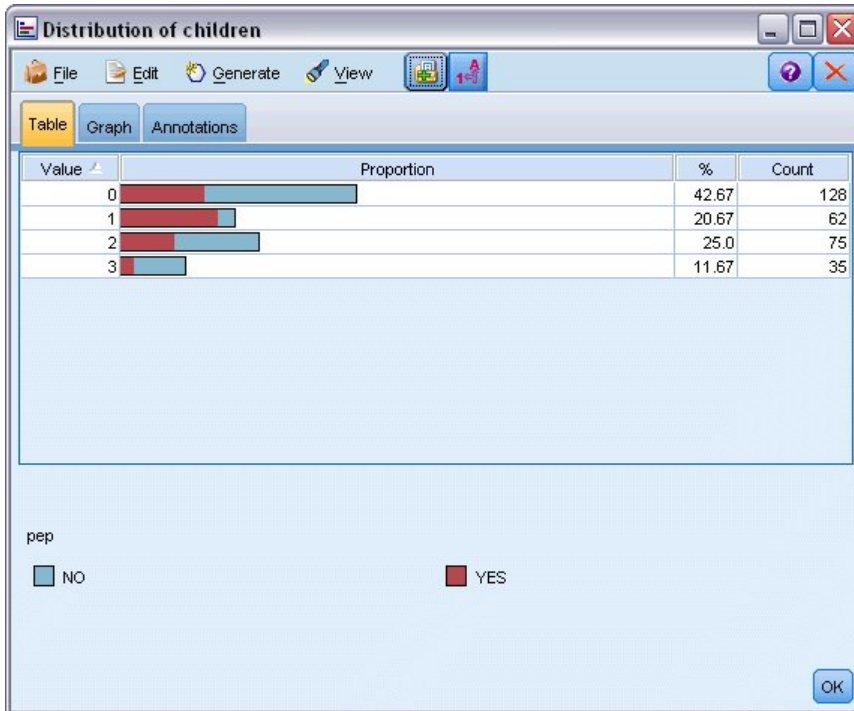 Distribution of children
File Edit Generate View
Table Graph Annotations
Value Proportion % Count
0 42.67 128
1 20.67 62
2 25.0 75
3 11.67 35
pep
NO YES
OK